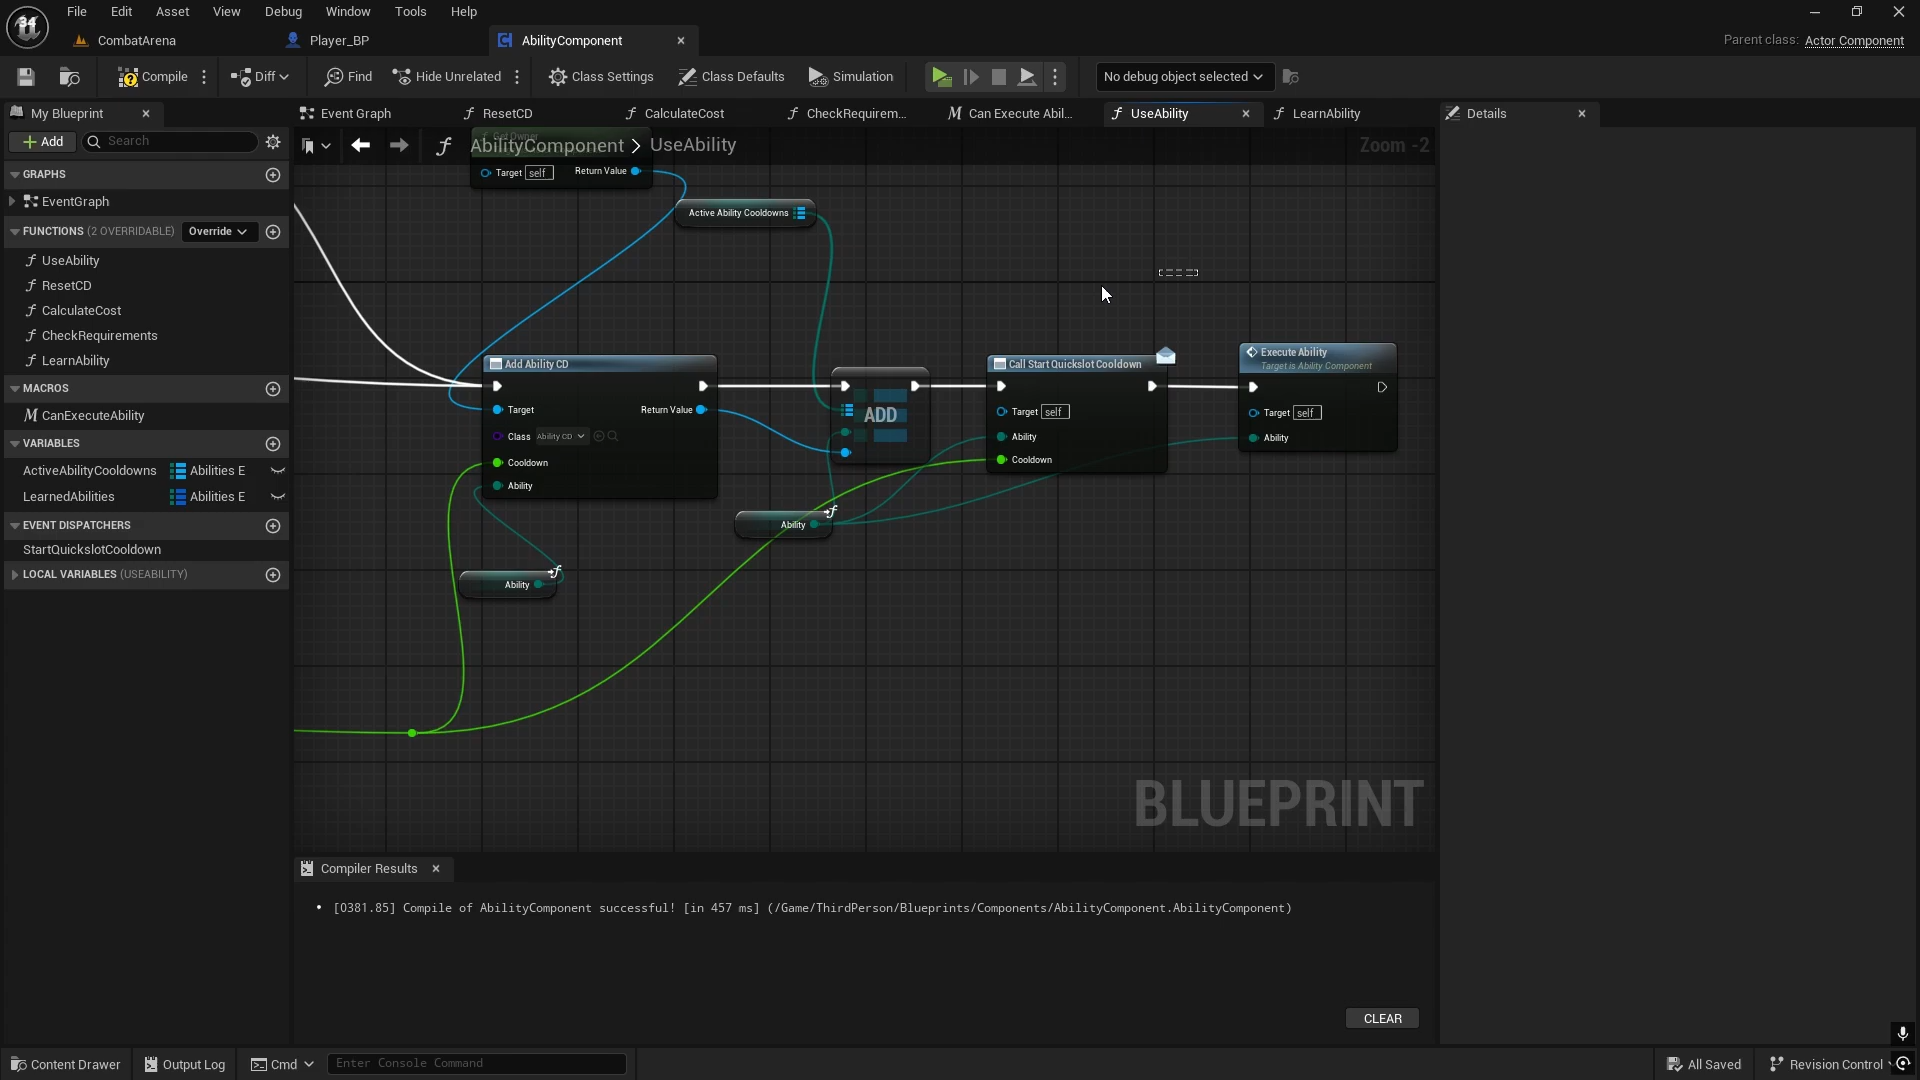 File Edit Asset View Debug Window Tools Help
CombatArena
Player_BP
AbilityComponent
Parent class: Actor Component
Compile
Diff
Find
Hide Unrelated
Class Settings
Class Defaults
Simulation
No debug object selected
My Blueprint
Event Graph
ResetCD
CalculateCost
CheckRequirem...
Can Execute Abil...
UseAbility
LearnAbility
Details
Add
Search
Get Owner
AbilityComponent > UseAbility
Zoom -2
Target self
Return Value
GRAPHS
EventGraph
FUNCTIONS (2 OVERRIDABLE)
Override
UseAbility
ResetCD
CalculateCost
CheckRequirements
LearnAbility
MACROS
CanExecuteAbility
VARIABLES
ActiveAbilityCooldowns Abilities E
LearnedAbilities Abilities E
EVENT DISPATCHERS
StartQuickslotCooldown
LOCAL VARIABLES (USEABILITY)
Active Ability Cooldowns
Add Ability CD
Target
Return Value
Class Ability CD
Cooldown
Ability
ADD
Call Start Quickslot Cooldown
Target self
Ability
Cooldown
Execute Ability
Target is Ability Component
Target self
Ability
Ability
Ability
BLUEPRINT
Compiler Results
• [0381.85] Compile of AbilityComponent successful! [in 457 ms] (/Game/ThirdPerson/Blueprints/Components/AbilityComponent.AbilityComponent)
CLEAR
Content Drawer
Output Log
Cmd
Enter Console Command
All Saved
Revision Control